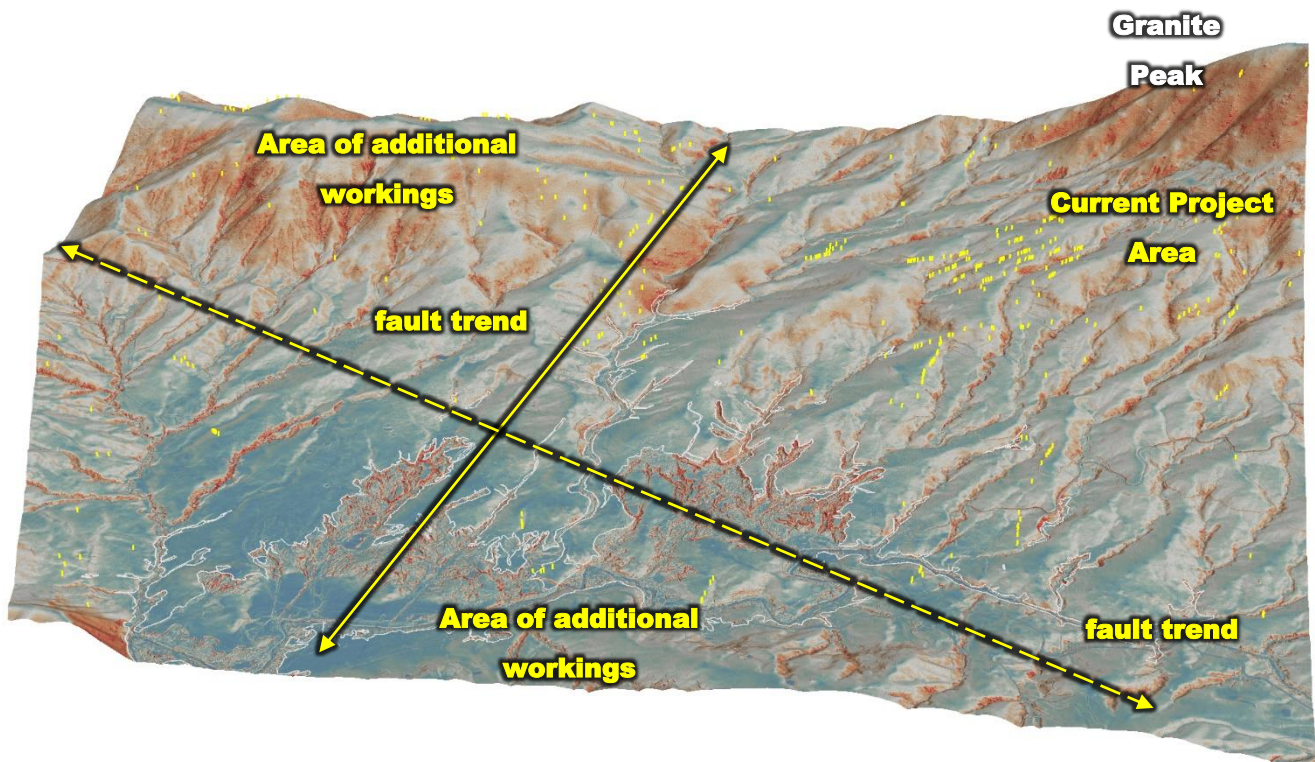 Granite
Peak
Area of additional
workings
Current Project
Area
fault trend
Area of additional
workings
fault trend